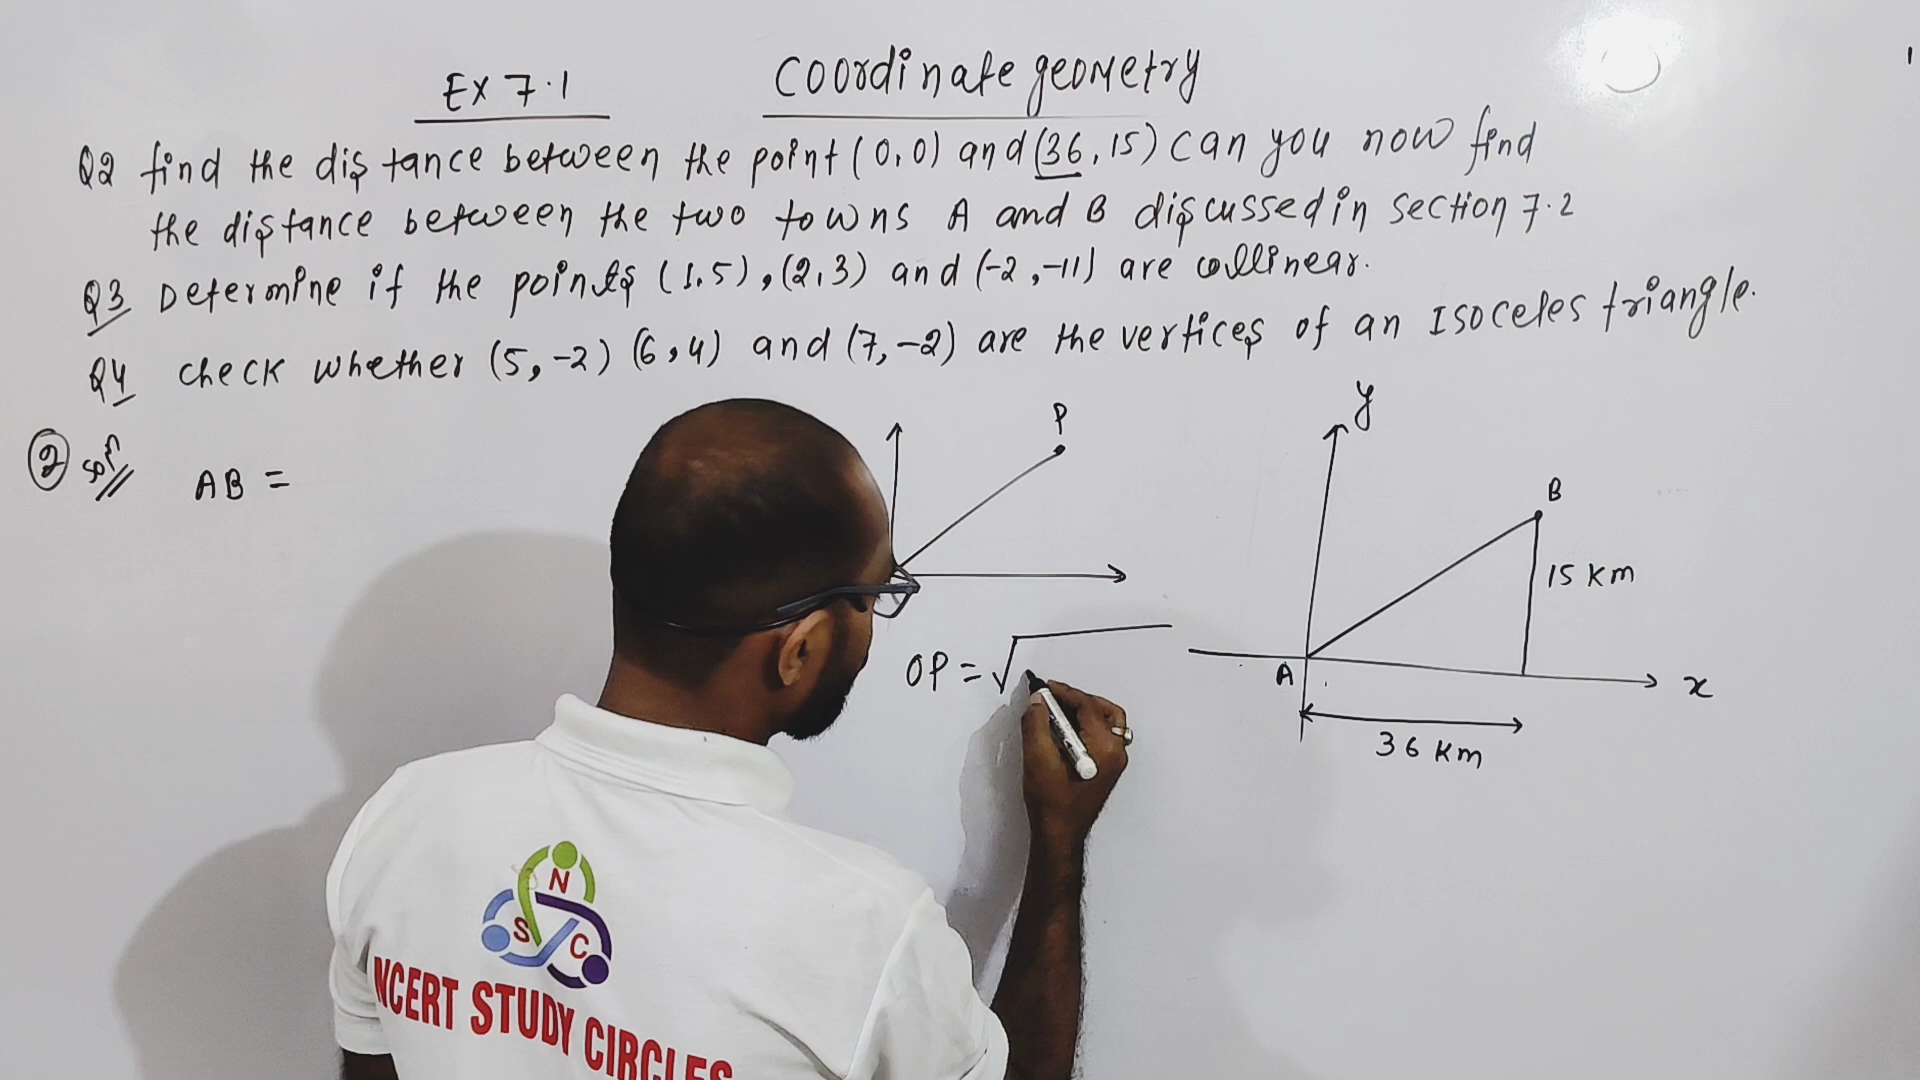 Ex 7.1 Coordinate geometry
Q2 find the distance between the point (0,0) and (36,15) can you now find
the distance between the two towns A and B discussed in section 7.2
Q3 Determine if the points (1,5), (2,3) and (-2,-11) are collinear.
Q4 check whether (5,-2) (6,4) and (7,-2) are the vertices of an Isoceles triangle.
② solⁿ AB =
P
OP = √
y
B
15 km
A
x
36 km
N
S C
NCERT STUDY CIRCLES